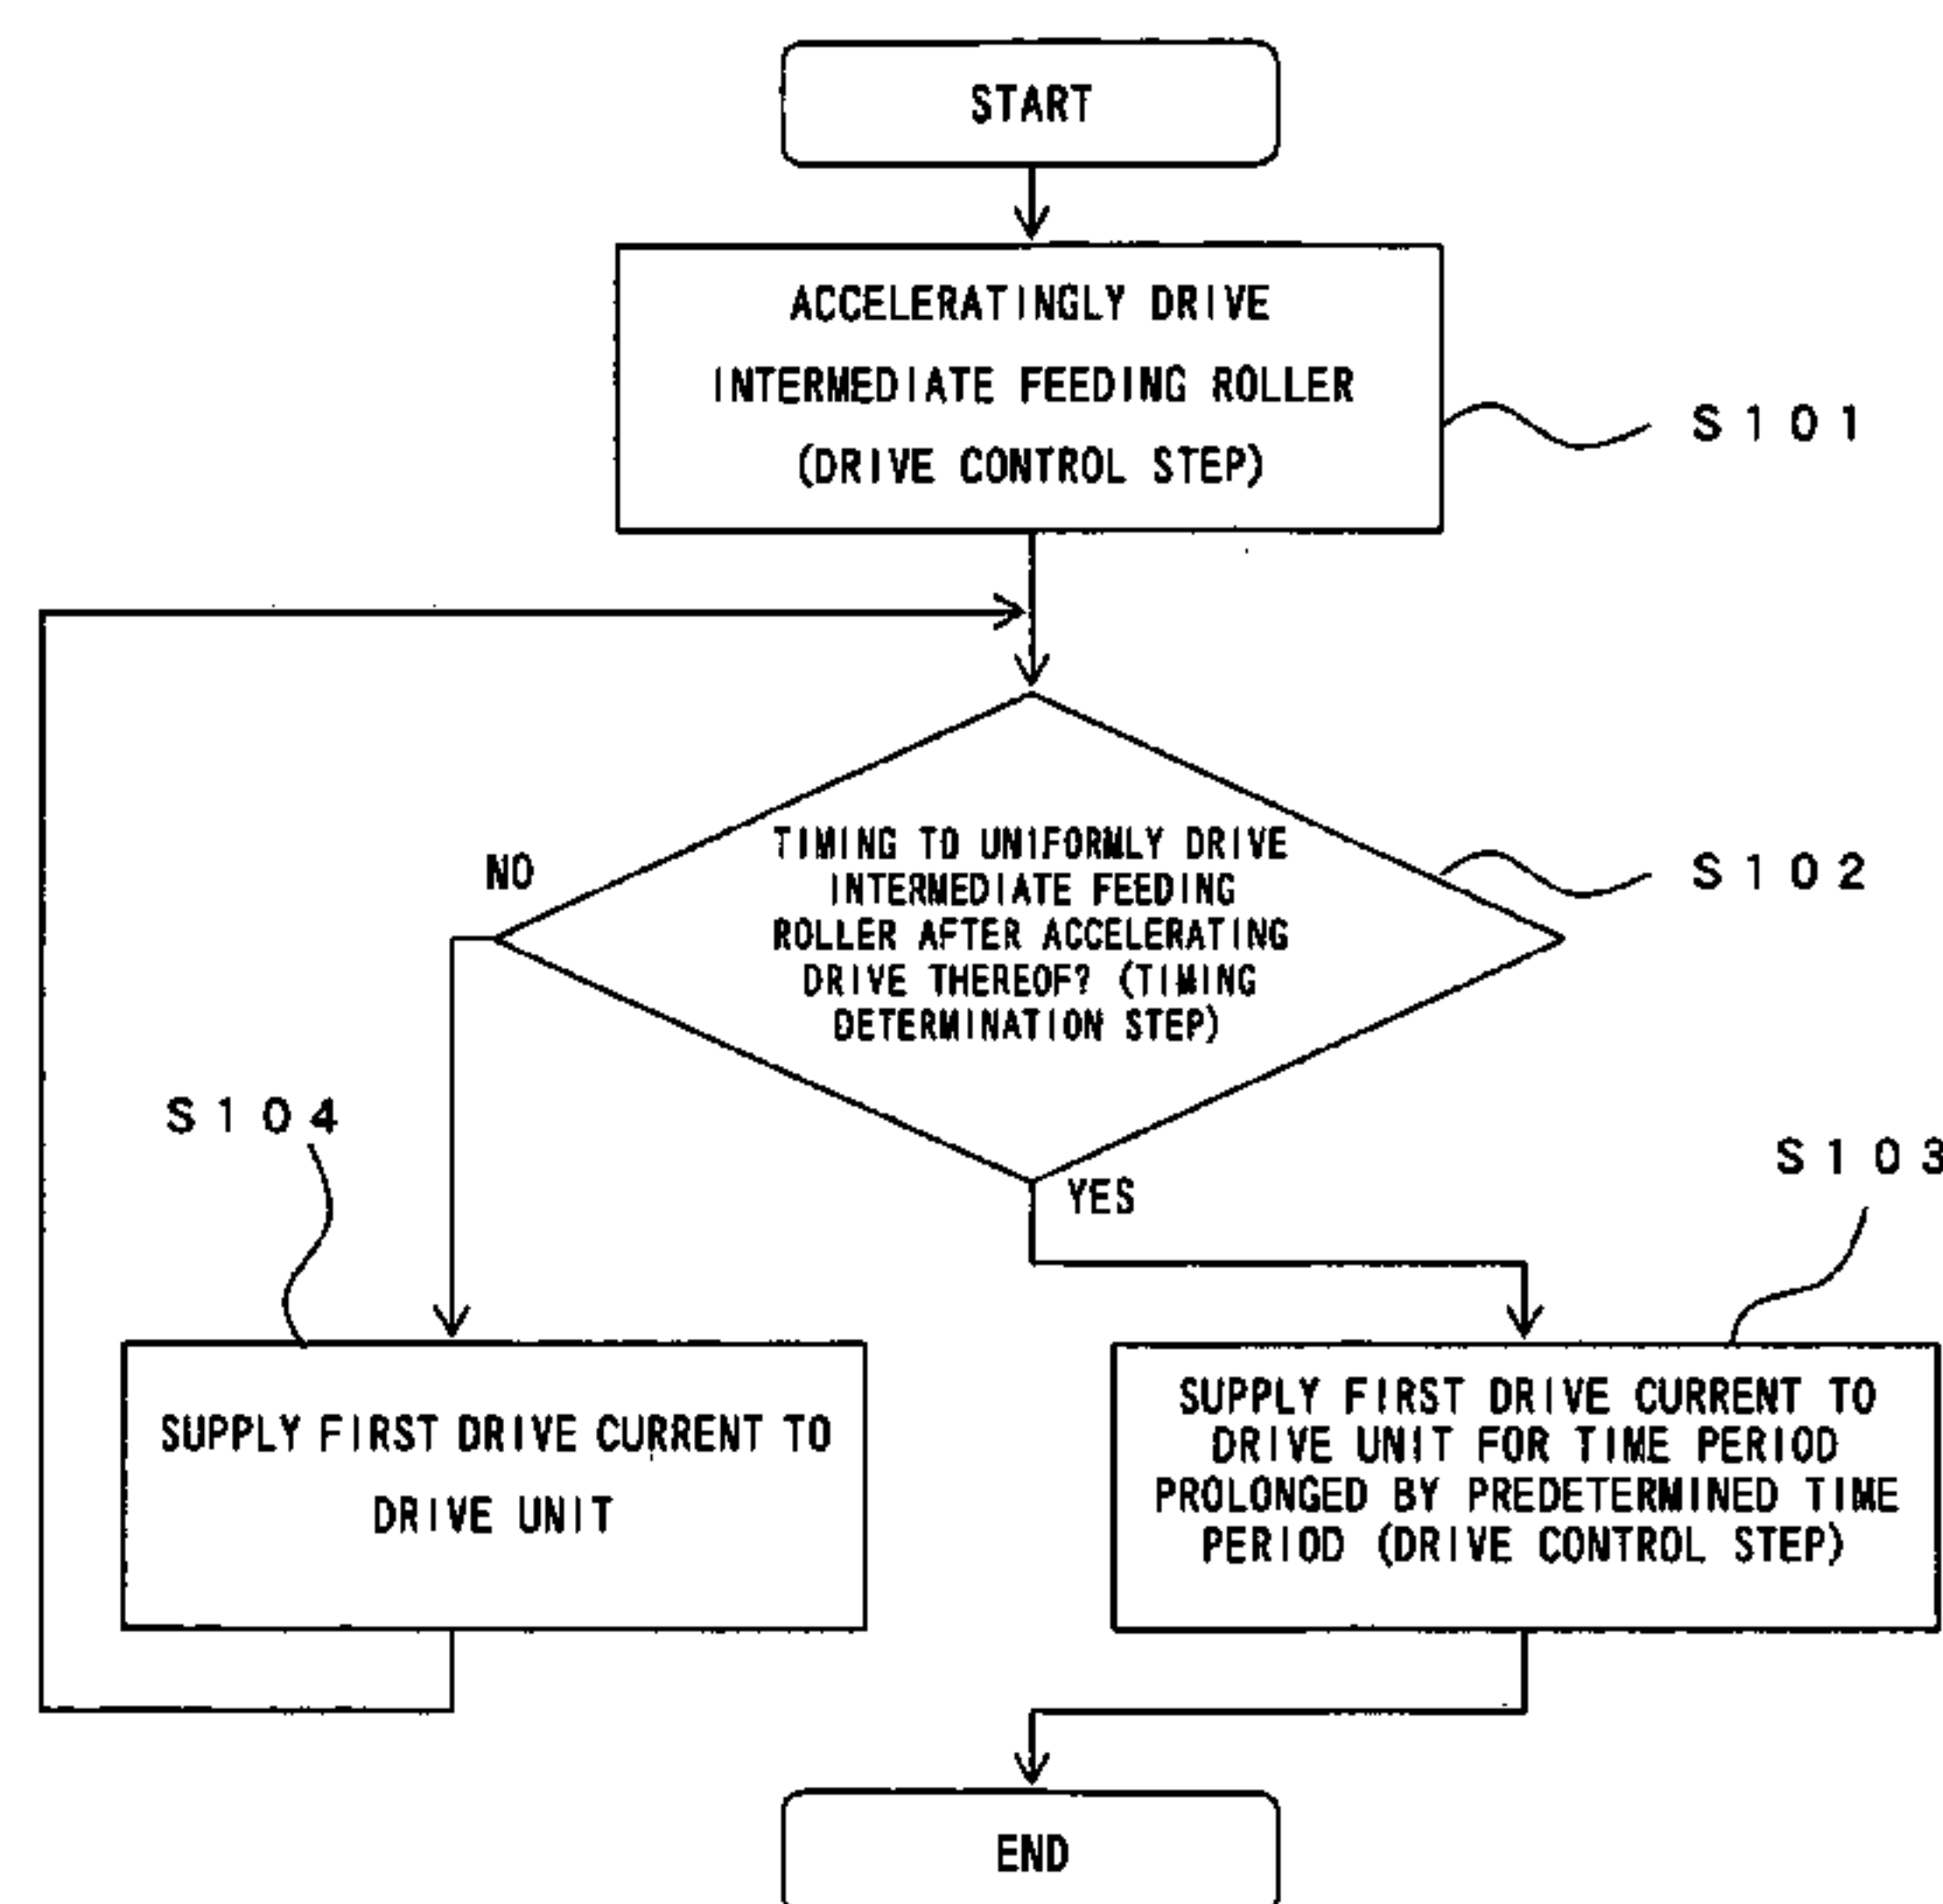 START
ACCELERATINGLY DRIVE
INTERMEDIATE FEEDING ROLLER
(DRIVE CONTROL STEP)
S101
TIMING TO UNIFORMLY DRIVE
INTERMEDIATE FEEDING
ROLLER AFTER ACCELERATING
DRIVE THEREOF? (TIMING
DETERMINATION STEP)
S102
NO
YES
S104
S103
SUPPLY FIRST DRIVE CURRENT TO
DRIVE UNIT
SUPPLY FIRST DRIVE CURRENT TO
DRIVE UNIT FOR TIME PERIOD
PROLONGED BY PREDETERMINED TIME
PERIOD (DRIVE CONTROL STEP)
END